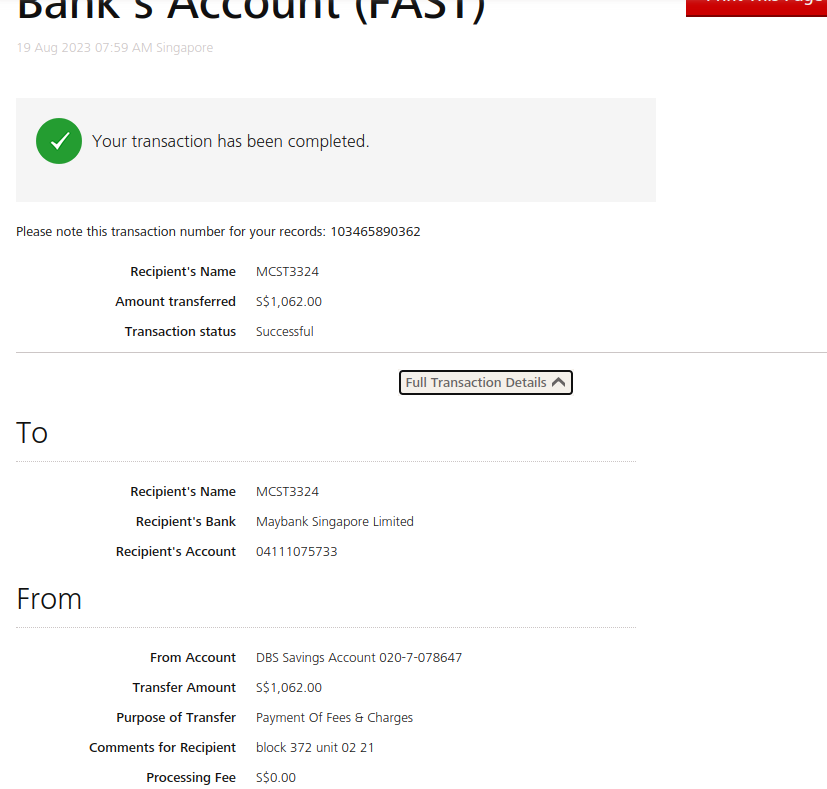 Bank's Account (FAST)
Print This Page
19 Aug 2023 07:59 AM Singapore
Your transaction has been completed.
Please note this transaction number for your records: 103465890362
Recipient's Name MCST3324
Amount transferred S$1,062.00
Transaction status Successful
Full Transaction Details
To
Recipient's Name MCST3324
Recipient's Bank Maybank Singapore Limited
Recipient's Account 04111075733
From
From Account DBS Savings Account 020-7-078647
Transfer Amount S$1,062.00
Purpose of Transfer Payment Of Fees & Charges
Comments for Recipient block 372 unit 02 21
Processing Fee S$0.00